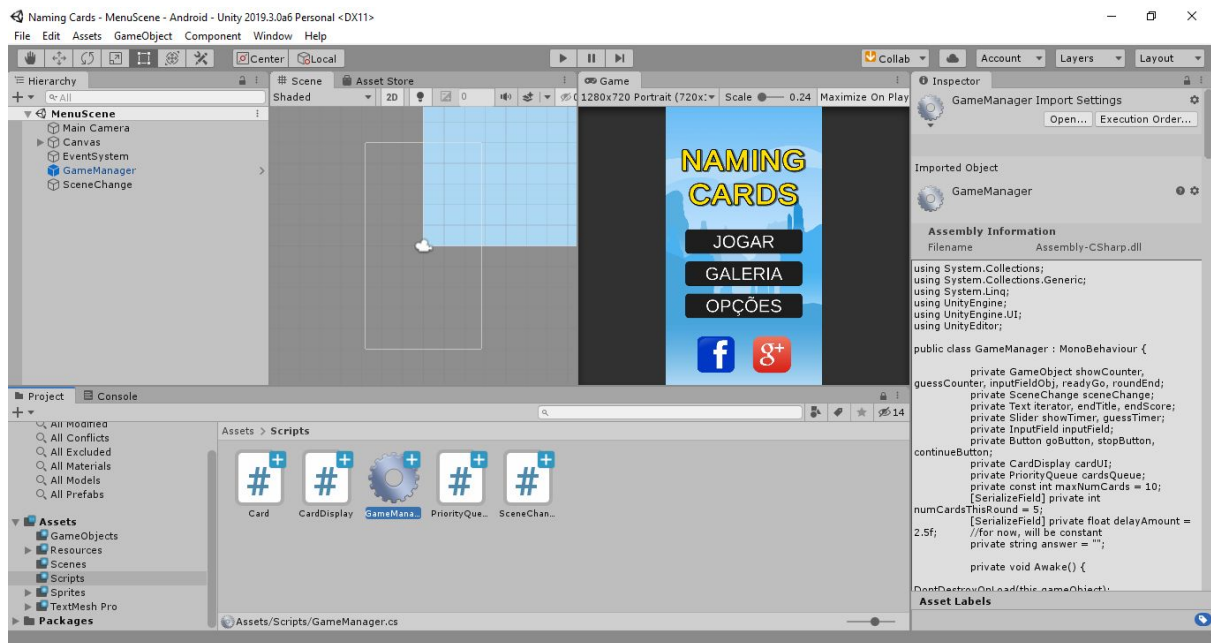 Naming Cards - MenuScene - Android - Unity 2019.3.0a6 Personal <DX11>
File Edit Assets GameObject Component Window Help
Center Local Collab Account Layers Layout
Hierarchy
All
MenuScene
Main Camera
Canvas
EventSystem
GameManager
SceneChange
Scene Asset Store
Shaded 2D 0
Game
1280x720 Portrait (720x: Scale 0.24 Maximize On Play
NAMING
CARDS
JOGAR
GALERIA
OPÇÕES
f g+
Inspector
GameManager Import Settings
Open... Execution Order...
Imported Object
GameManager
Assembly Information
Filename Assembly-CSharp.dll
using System.Collections;
using System.Collections.Generic;
using System.Linq;
using UnityEngine;
using UnityEngine.UI;
using UnityEditor;
public class GameManager : MonoBehaviour {
private GameObject showCounter,
guessCounter, inputFieldObj, readyGo, roundEnd;
private SceneChange sceneChange;
private Text iterator, endTitle, endScore;
private Slider showTimer, guessTimer;
private InputField inputField;
private Button goButton, stopButton,
continueButton;
private CardDisplay cardUI;
private PriorityQueue cardsQueue;
private const int maxNumCards = 10;
[SerializeField] private int
numCardsThisRound = 5;
[SerializeField] private float delayAmount =
2.5f; //for now, will be constant
private string answer = "";
private void Awake() {
DontDestroyOnLoad(this.gameObject);
Asset Labels
Project Console
14
All Modified
All Conflicts
All Excluded
All Materials
All Models
All Prefabs
Assets
GameObjects
Resources
Scenes
Scripts
Sprites
TextMesh Pro
Packages
Assets > Scripts
# # # #
Card CardDisplay GameMana... PriorityQue... SceneChan...
Assets/Scripts/GameManager.cs